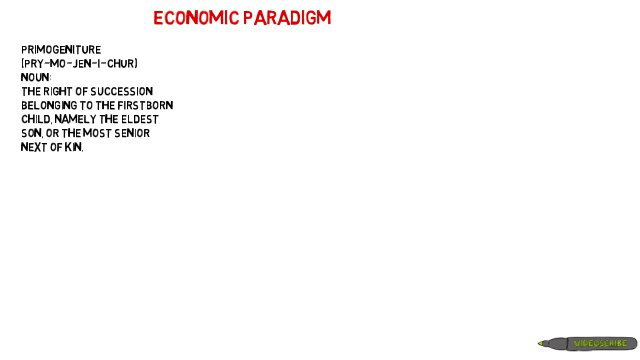 ECONOMIC PARADIGM
PRIMOGENITURE
(PRY-MO-JEN-I-CHUR)
NOUN:
THE RIGHT OF SUCCESSION
BELONGING TO THE FIRSTBORN
CHILD, NAMELY THE ELDEST
SON, OR THE MOST SENIOR
NEXT OF KIN.
VIDEOSCRIBE